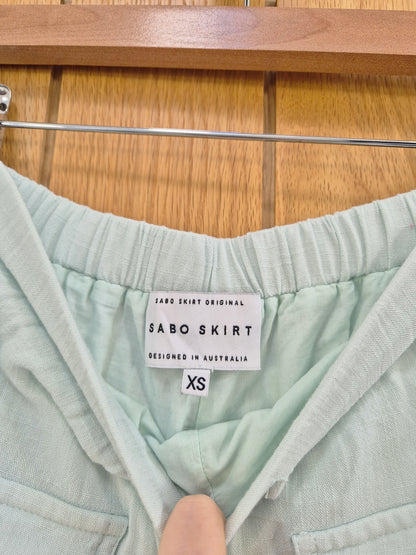 SABO SKIRT ORIGINAL
SABO SKIRT
DESIGNED IN AUSTRALIA
XS